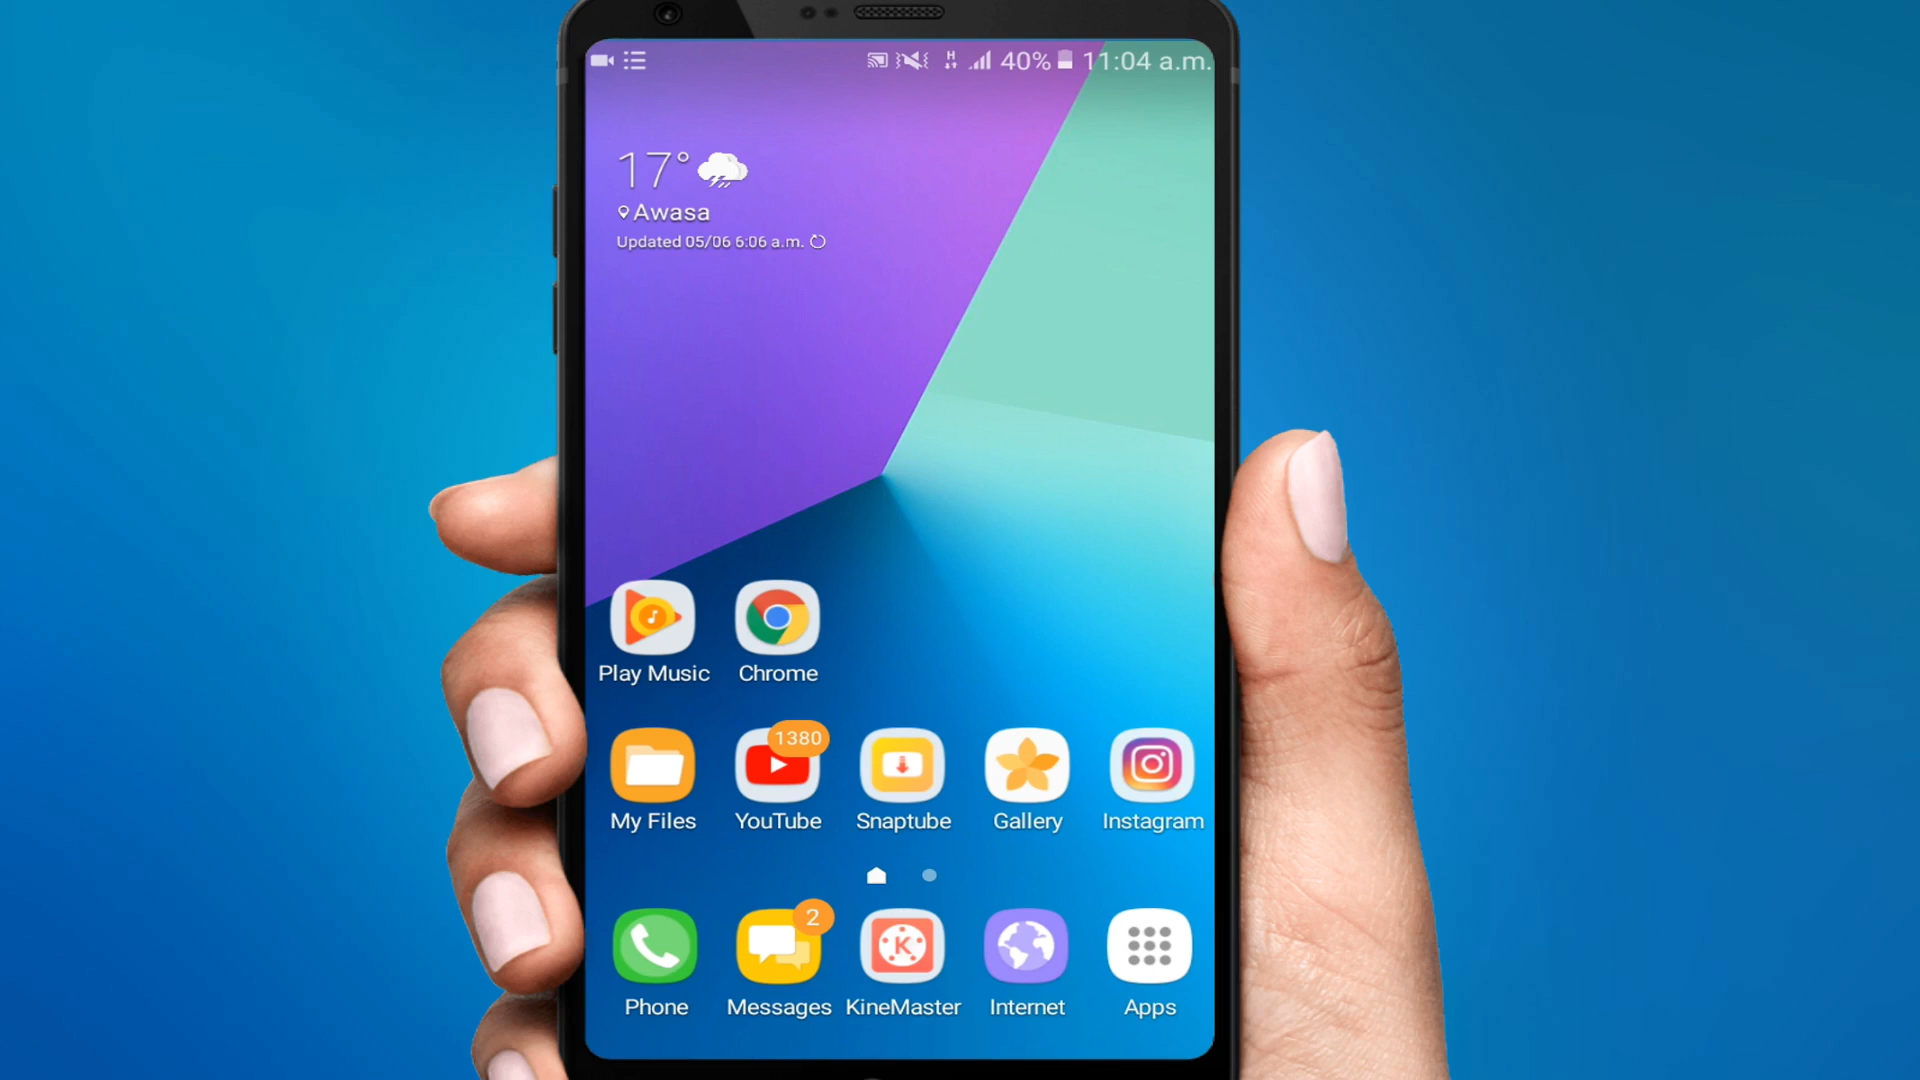 H 40% 11:04 a.m.
17°
Awasa
Updated 05/06 6:06 a.m.
Play Music Chrome
1380
My Files YouTube Snaptube Gallery Instagram
2
K
Phone Messages KineMaster Internet Apps